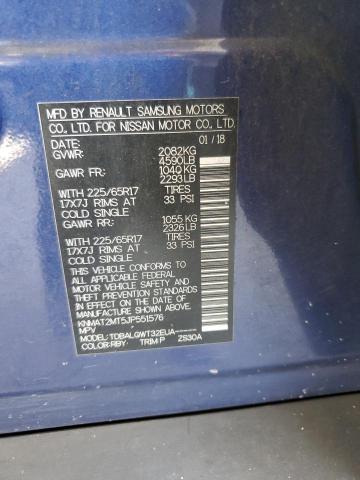 MFD BY RENAULT SAMSUNG MOTORS
CO., LTD. FOR NISSAN MOTOR CO., LTD.
DATE: 01 / 18
GVWR: 2082KG
4590LB
GAWR FR: 1040 KG
2293LB
WITH 225/65R17 TIRES
17X7J RIMS AT 33 PSI
COLD SINGLE
GAWR RR: 1055 KG
2326 LB
WITH 225/65R17 TIRES
17X7J RIMS AT 33 PSI
COLD SINGLE
THIS VEHICLE CONFORMS TO
ALL APPLICABLE FEDERAL
MOTOR VEHICLE SAFETY
STANDARDS IN EFFECT ON
THE DATE OF MANUFACTURE
SHOWN ABOVE.
KNMAT2MT5JP551576
MPV
MODEL: TDBALGWT32EUA-----
COLOR:RBY TRIM:P ZS30A